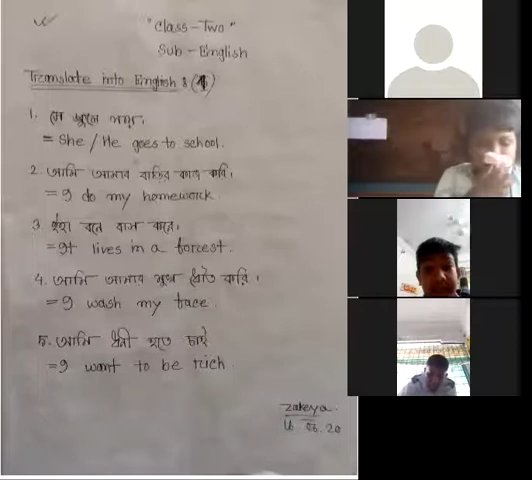 "Class-Two"
Sub-English
Translate into English :
1. সে স্কুলে যায়।
= She / He goes to school.
2. আমি আমার বাড়ির কাজ করি।
= I do my homework.
3 ইহা বনে বাস করে।
= It lives in a forest.
4. আমি আমার মুখ ধৌত করি।
= I wash my face.
৫. আমি ধনী হতে চাই
= I want to be rich.
Zakeya.